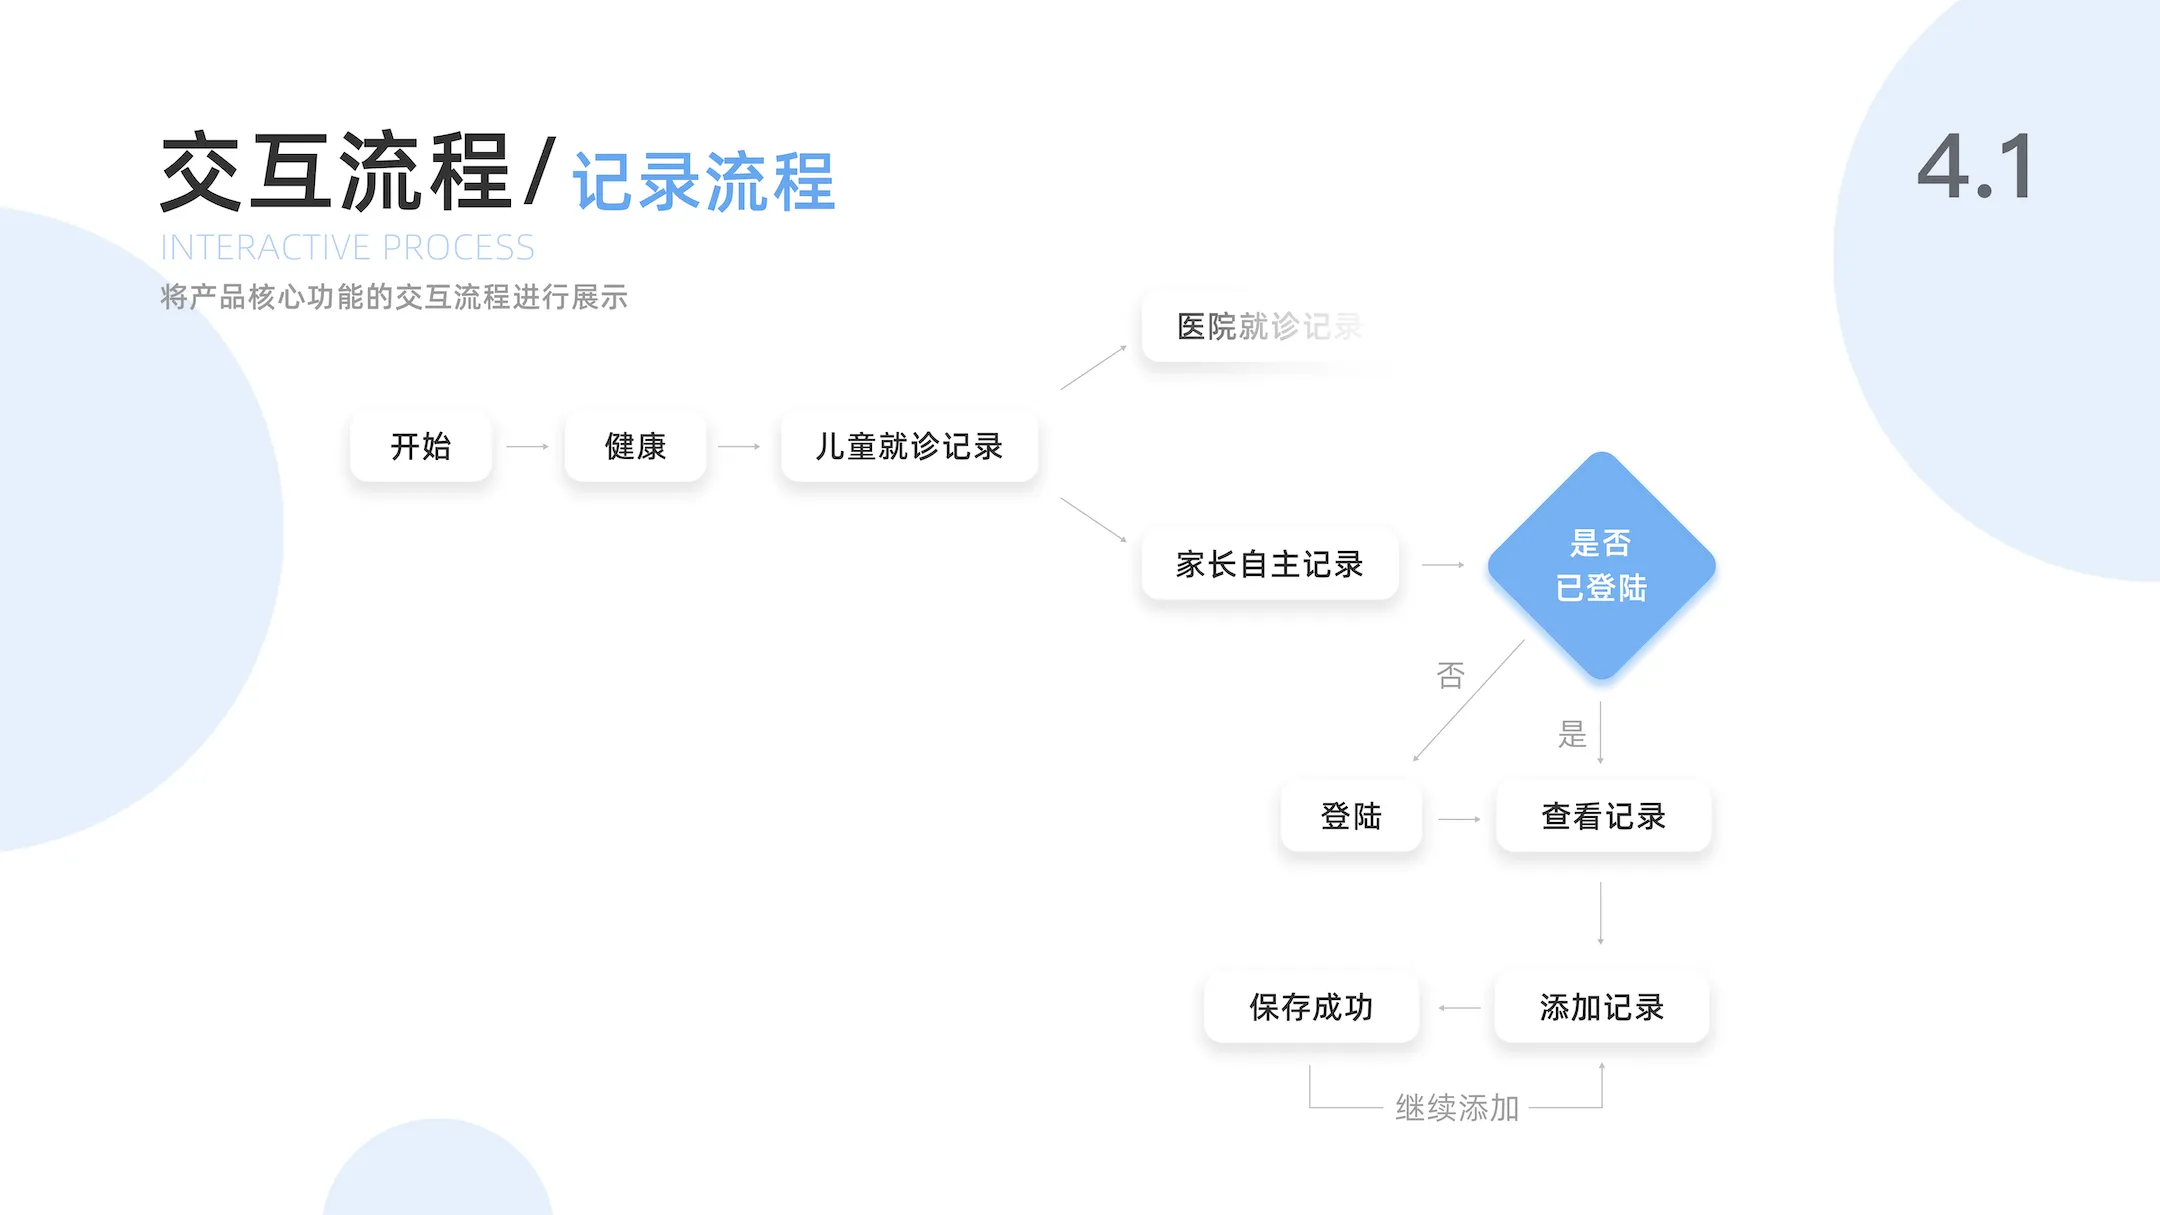 交互流程/记录流程
4.1
INTERACTIVE PROCESS
将产品核心功能的交互流程进行展示
医院就诊记录
开始
健康
儿童就诊记录
家长自主记录
是否
已登陆
否
是
登陆
查看记录
保存成功
添加记录
继续添加